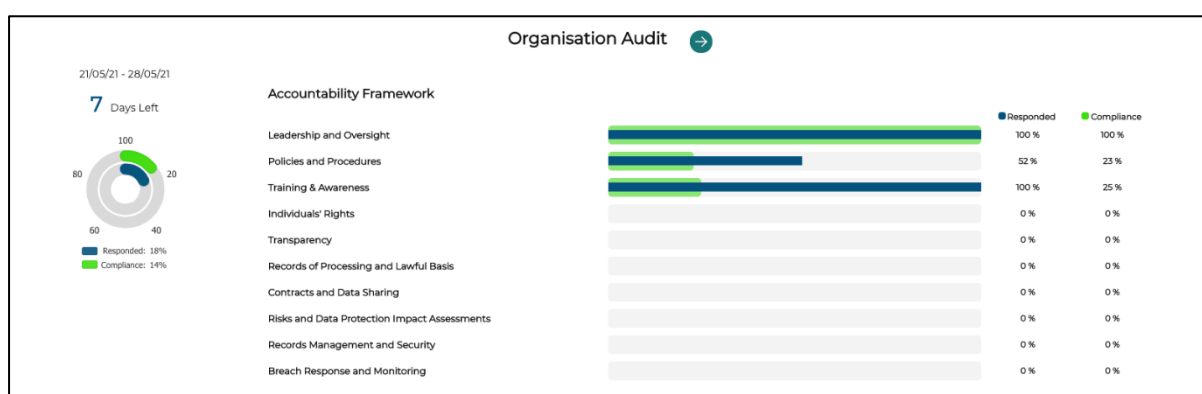 Organisation Audit
21/05/21 - 28/05/21
7 Days Left
100
80
20
60
40
Responded: 18%
Compliance: 14%
Accountability Framework
Responded Compliance
Leadership and Oversight 100 % 100 %
Policies and Procedures 52 % 23 %
Training & Awareness 100 % 25 %
Individuals' Rights 0 % 0 %
Transparency 0 % 0 %
Records of Processing and Lawful Basis 0 % 0 %
Contracts and Data Sharing 0 % 0 %
Risks and Data Protection Impact Assessments 0 % 0 %
Records Management and Security 0 % 0 %
Breach Response and Monitoring 0 % 0 %